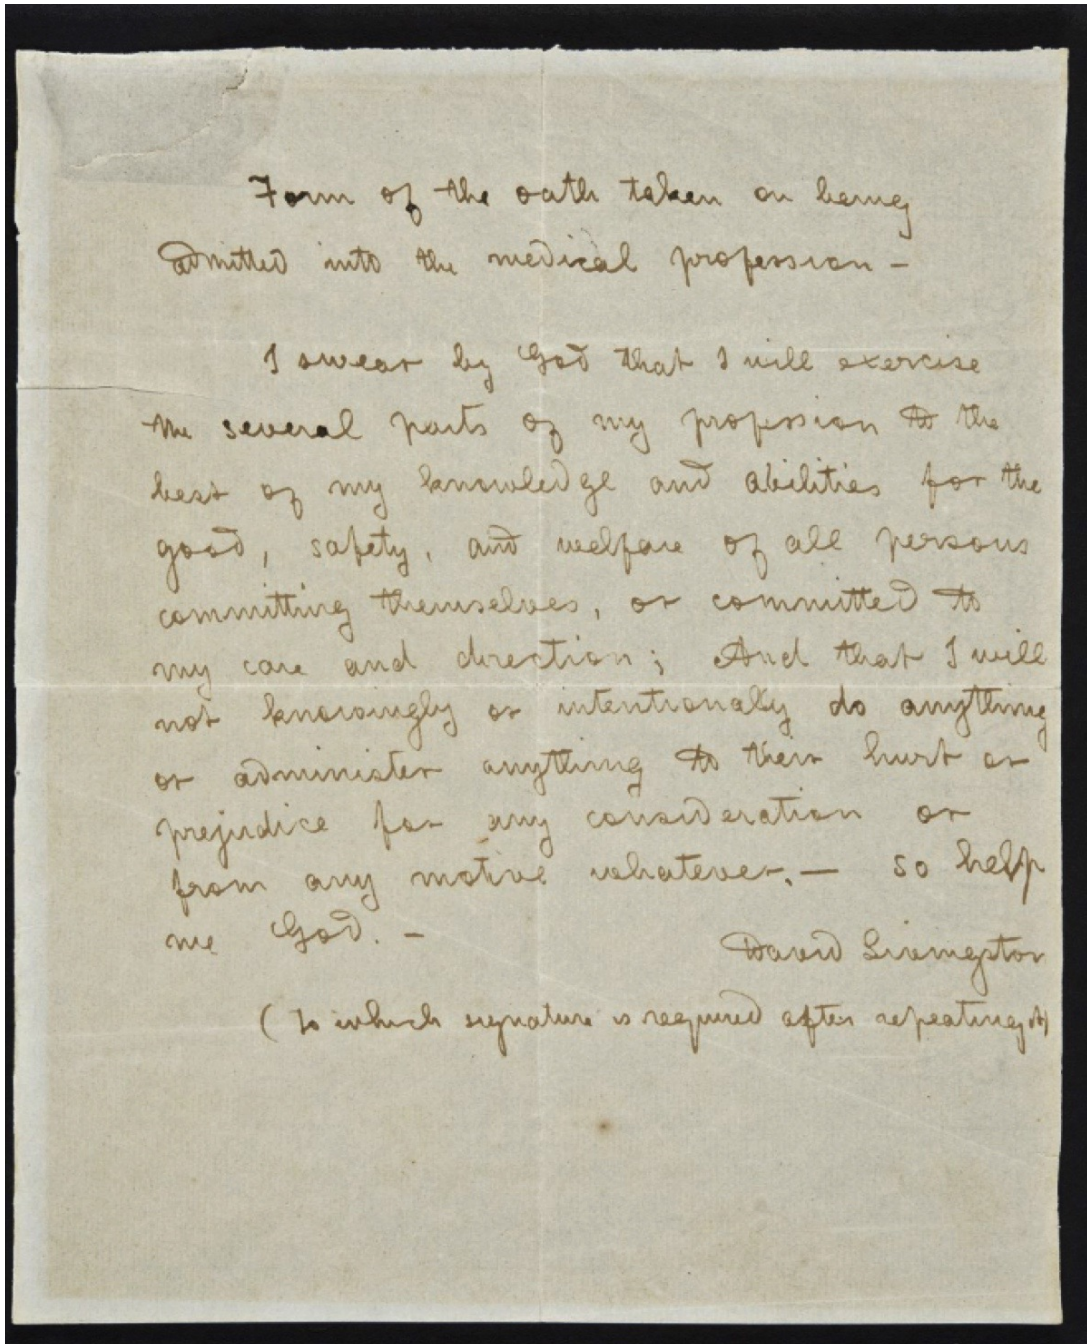 Form of the oath taken on being
admitted into the medical profession -
I swear by God that I will exercise
the several parts of my profession to the
best of my knowledge and abilities for the
good, safety, and welfare of all persons
committing themselves, or committed to
my care and direction; And that I will
not knowingly or intentionally do anything
or administer anything to their hurt or
prejudice for any consideration or
from any motive whatever. — So help
me God. -
David Livingston
(to which signature is required after repeating it)